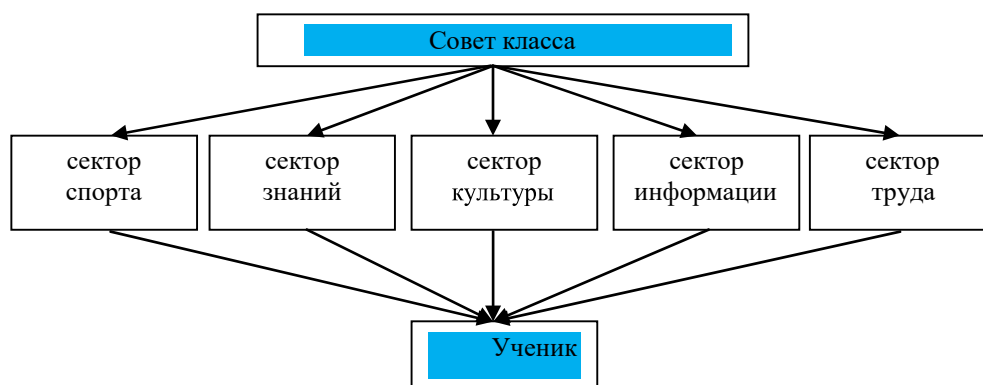 Совет класса
сектор
спорта
сектор
знаний
сектор
культуры
сектор
информации
сектор
труда
Ученик